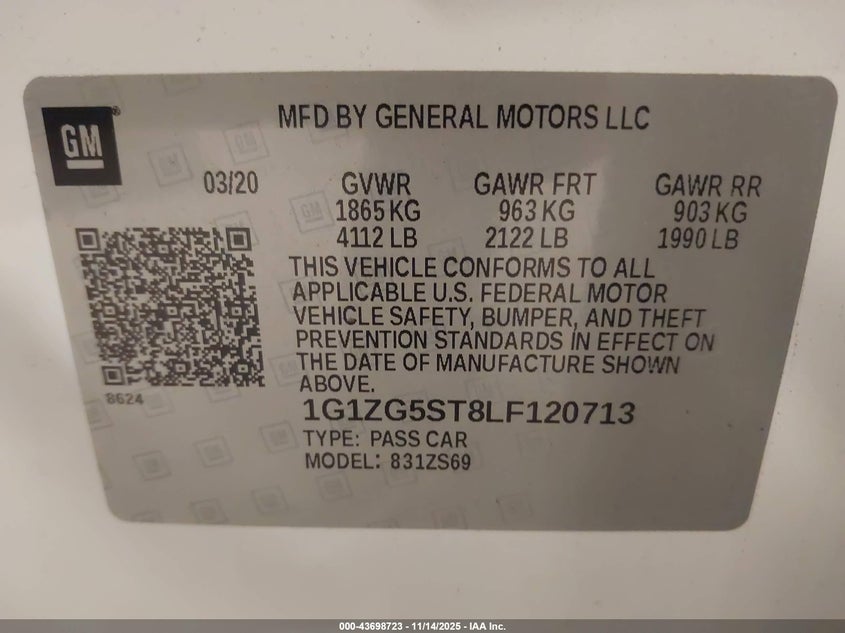 GM
MFD BY GENERAL MOTORS LLC
03/20 GVWR GAWR FRT GAWR RR
1865 KG 963 KG 903 KG
4112 LB 2122 LB 1990 LB
THIS VEHICLE CONFORMS TO ALL
APPLICABLE U.S. FEDERAL MOTOR
VEHICLE SAFETY, BUMPER, AND THEFT
PREVENTION STANDARDS IN EFFECT ON
THE DATE OF MANUFACTURE SHOWN
ABOVE.
8624
1G1ZG5ST8LF120713
TYPE: PASS CAR
MODEL: 831ZS69
000-43698723 — 11/14/2025 — IAA Inc.